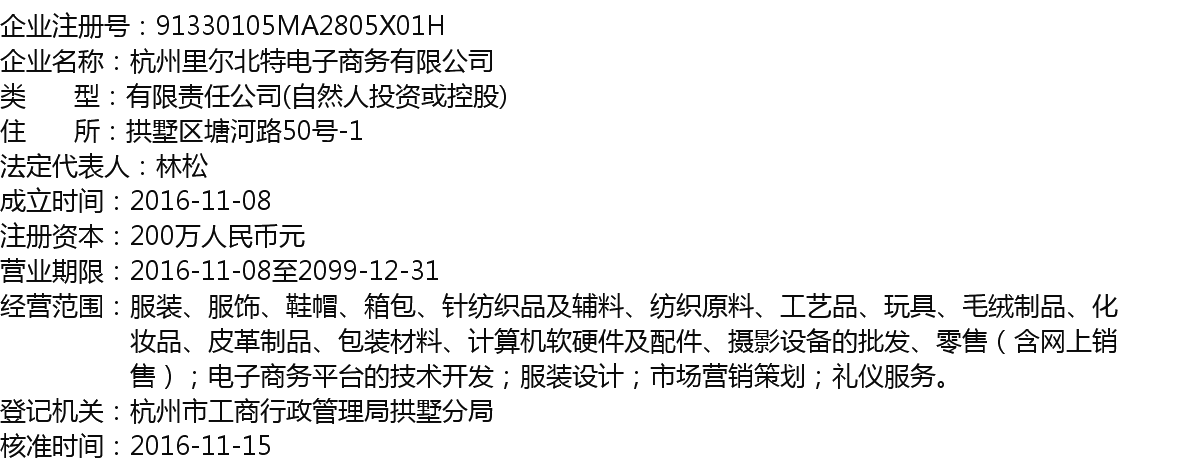 企业注册号：91330105MA2805X01H
企业名称：杭州里尔北特电子商务有限公司
类 型：有限责任公司(自然人投资或控股)
住 所：拱墅区塘河路50号-1
法定代表人：林松
成立时间：2016-11-08
注册资本：200万人民币元
营业期限：2016-11-08至2099-12-31
经营范围：服装、服饰、鞋帽、箱包、针纺织品及辅料、纺织原料、工艺品、玩具、毛绒制品、化
妆品、皮革制品、包装材料、计算机软硬件及配件、摄影设备的批发、零售（含网上销
售）；电子商务平台的技术开发；服装设计；市场营销策划；礼仪服务。
登记机关：杭州市工商行政管理局拱墅分局
核准时间：2016-11-15